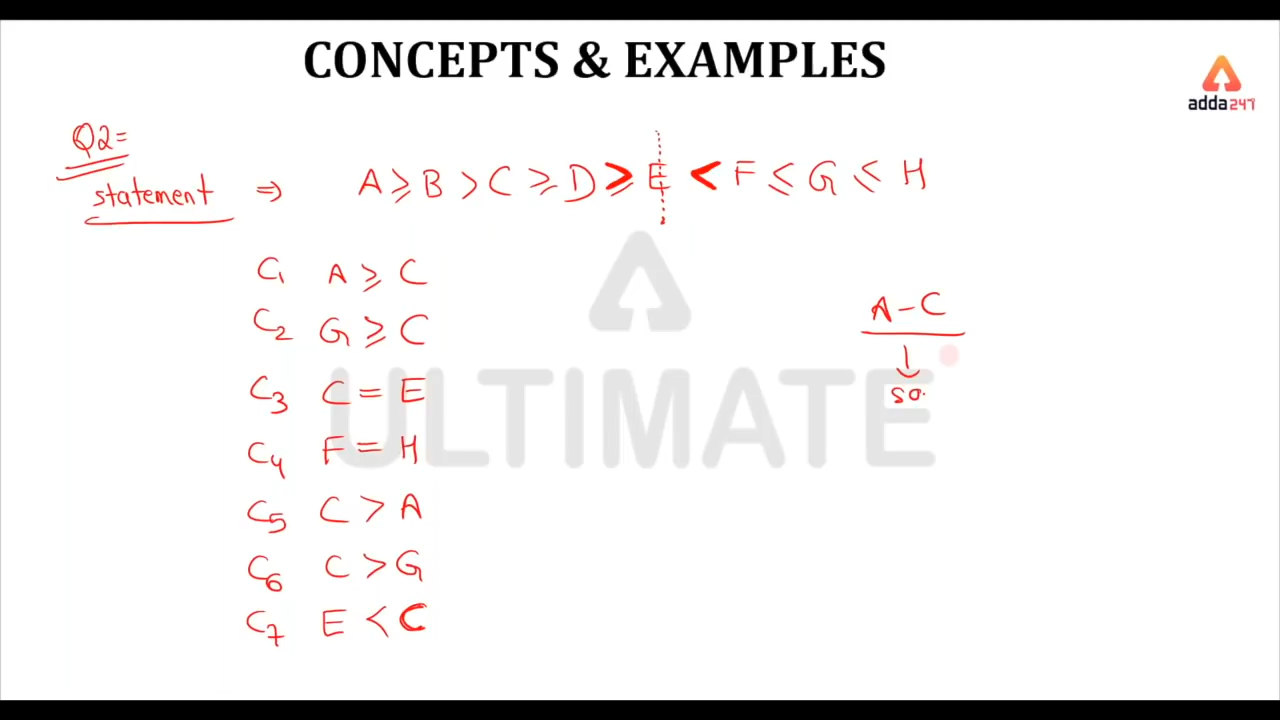 CONCEPTS & EXAMPLES
adda247
Q2=
statement ⇒ A ≥ B > C ≥ D ≥ E < F ≤ G ≤ H
C1 A ≥ C
C2 G ≥ C
C3 C = E
C4 F = H
C5 C > A
C6 C > G
C7 E < C
A - C
↓
so
ULTIMATE